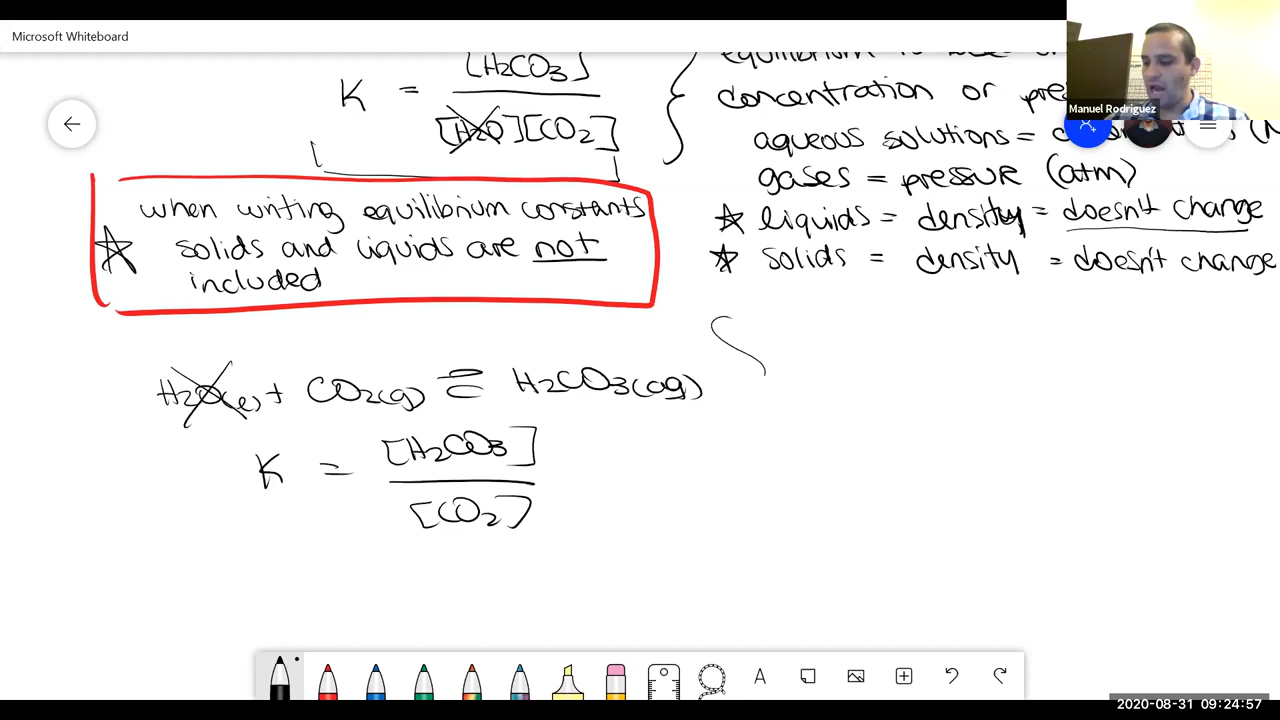 Microsoft Whiteboard
K = [H2CO3]
[H2O][CO2]
equilibrium is
concentration or
aqueous solutions =
gases = pressure (atm)
★ liquids = density = doesn't change
★ solids = density = doesn't change
Manuel Rodriguez
when writing equilibrium constants
★ solids and liquids are not
included
H2O(l) + CO2(g) ⇌ H2CO3(aq)
K = [H2CO3]
[CO2]
A
2020-08-31 09:24:57